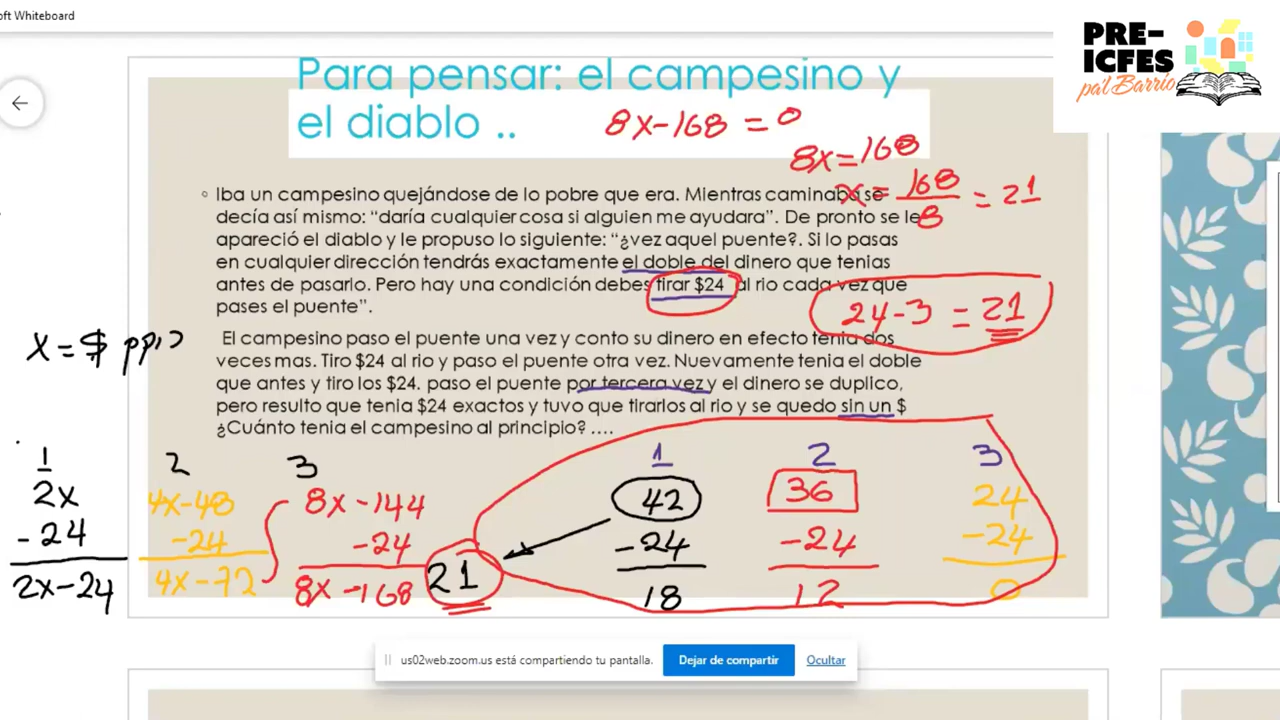 oft Whiteboard
PRE-
ICFES
pa'l Barrio
Para pensar: el campesino y
el diablo ..
8x-168 = 0
8x=168
x= 168/8 = 21
Iba un campesino quejándose de lo pobre que era. Mientras caminaba se
decía así mismo: “daría cualquier cosa si alguien me ayudara”. De pronto se le
apareció el diablo y le propuso lo siguiente: “¿vez aquel puente?. Si lo pasas
en cualquier dirección tendrás exactamente el doble del dinero que tenias
antes de pasarlo. Pero hay una condición debes tirar $24 al rio cada vez que
pases el puente”.
24-3 = 21
x=$ ppio
El campesino paso el puente una vez y conto su dinero en efecto tenia dos
veces mas. Tiro $24 al rio y paso el puente otra vez. Nuevamente tenia el doble
que antes y tiro los $24. paso el puente por tercera vez y el dinero se duplico,
pero resulto que tenia $24 exactos y tuvo que tirarlos al rio y se quedo sin un $
¿Cuánto tenia el campesino al principio? ....
1 2 3 1 2 3
2x 4x-48 8x-144 42 36 24
-24 -24 -24 -24 -24 -24
2x-24 4x-72 8x-168 21 18 12 0
us02web.zoom.us está compartiendo tu pantalla. Dejar de compartir Ocultar